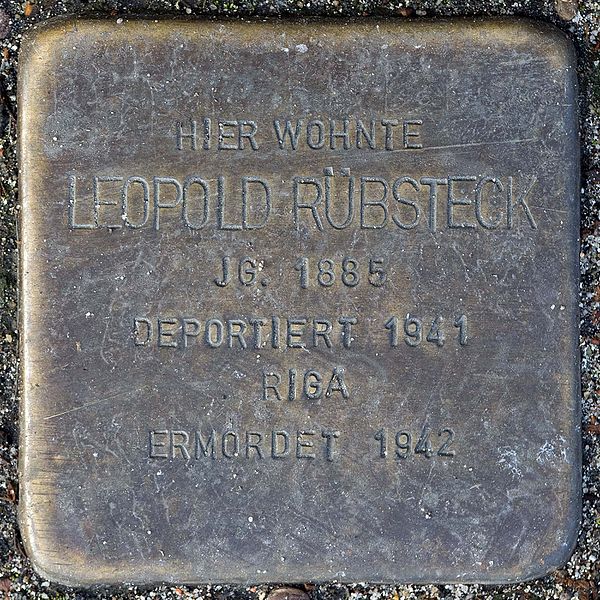 HIER WOHNTE
LEOPOLD RÜBSTECK
JG. 1885
DEPORTIERT 1941
RIGA
ERMORDET 1942